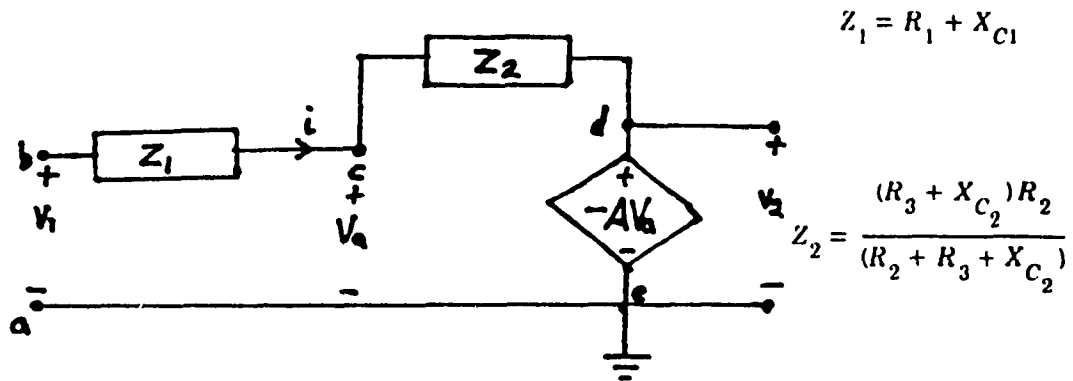 Z₁ = R₁ + X_C1
Z₂
d
b
+
Z₁
i
c
+
+
+
V₁
Vₐ
-AVₐ
V₂
-
Z₂ = (R₃ + X_C₂)R₂ / (R₂ + R₃ + X_C₂)
a
-
-
e
-